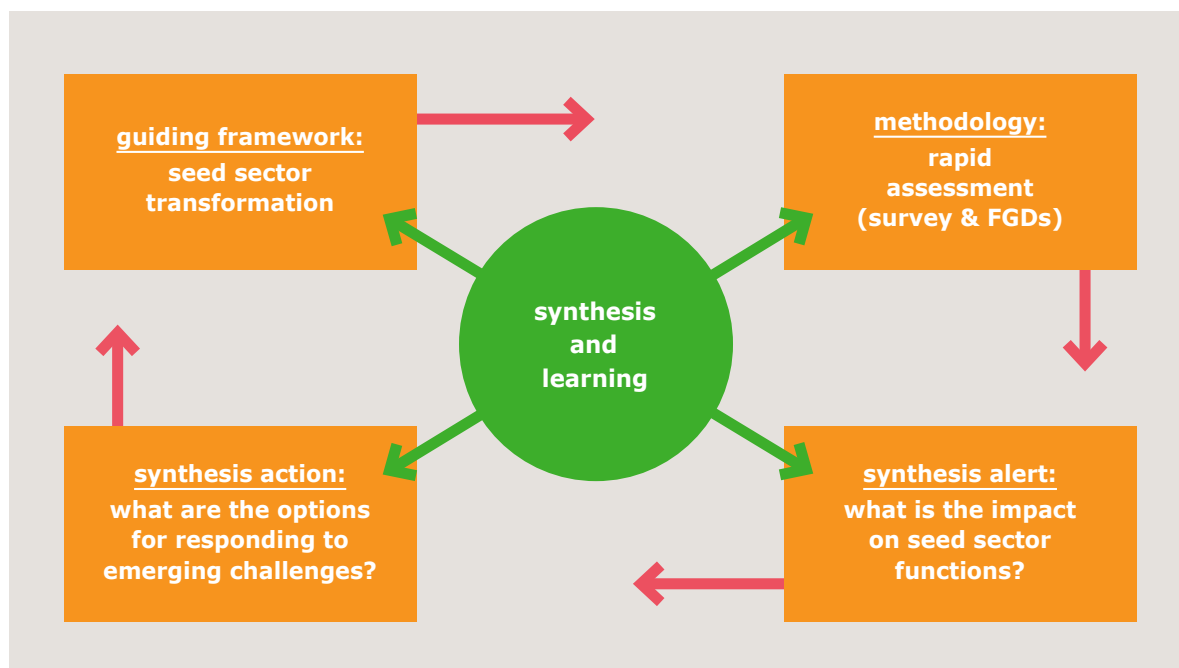 guiding framework:
seed sector
transformation
methodology:
rapid
assessment
(survey & FGDs)
synthesis
and
learning
synthesis action:
what are the options
for responding to
emerging challenges?
synthesis alert:
what is the impact
on seed sector
functions?